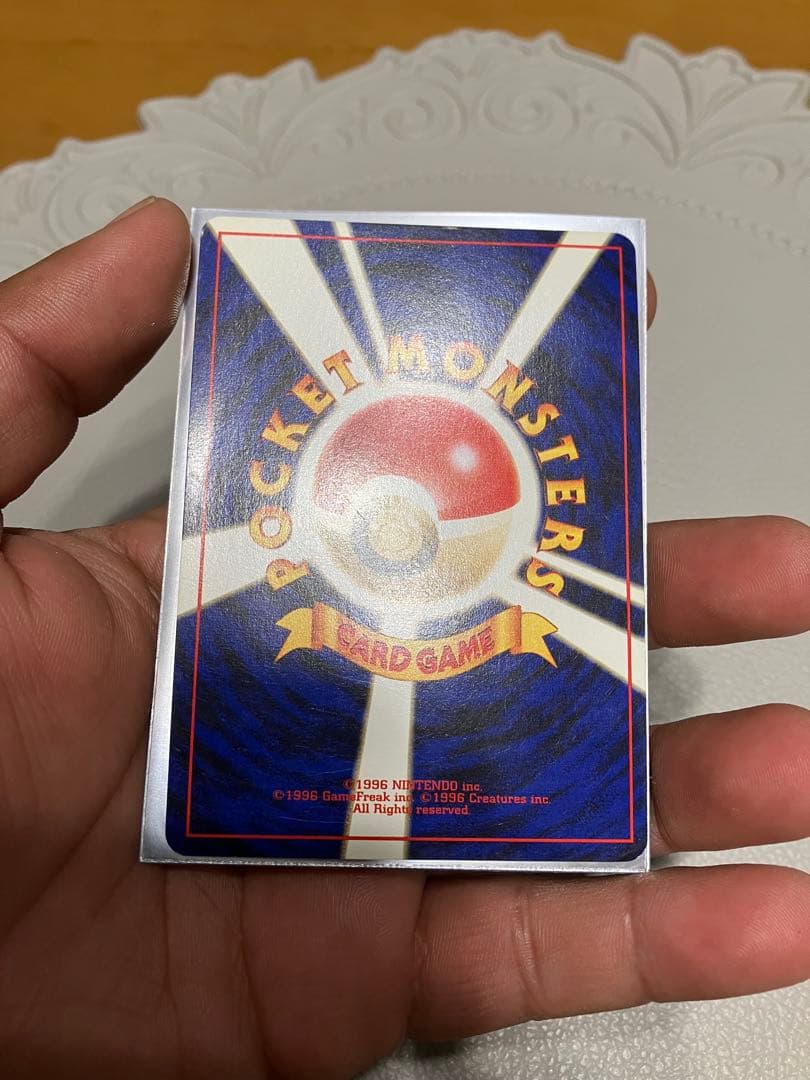 POCKET MONSTERS
CARD GAME
©1996 NINTENDO inc.
©1996 GameFreak inc. ©1996 Creatures inc.
All Rights reserved.